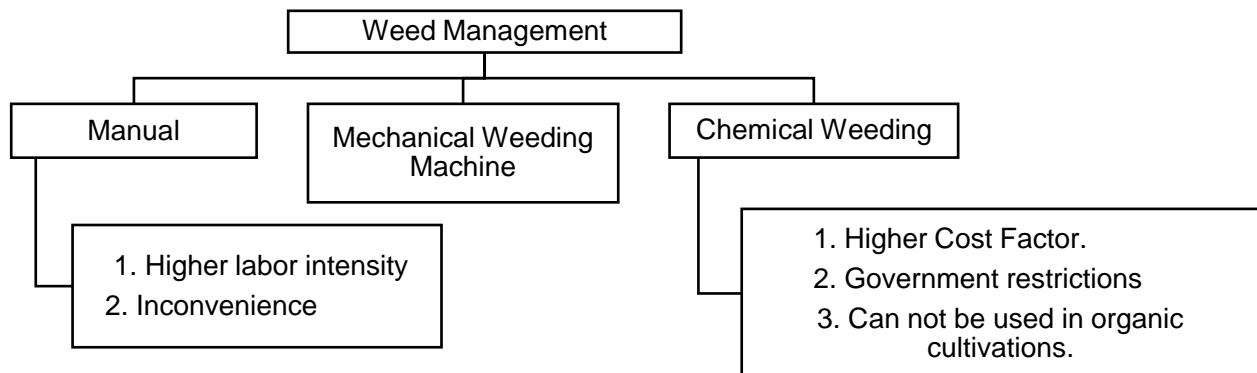 Weed Management
Manual
Mechanical Weeding
Machine
Chemical Weeding
1. Higher labor intensity
2. Inconvenience
1. Higher Cost Factor.
2. Government restrictions
3. Can not be used in organic
cultivations.